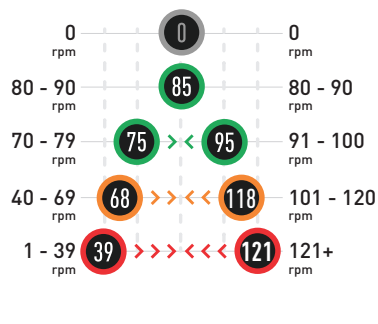 0 0 0
rpm rpm
80 - 90 85 80 - 90
rpm rpm
70 - 79 75 95 91 - 100
rpm rpm
40 - 69 68 118 101 - 120
rpm rpm
1 - 39 39 121 121+
rpm rpm